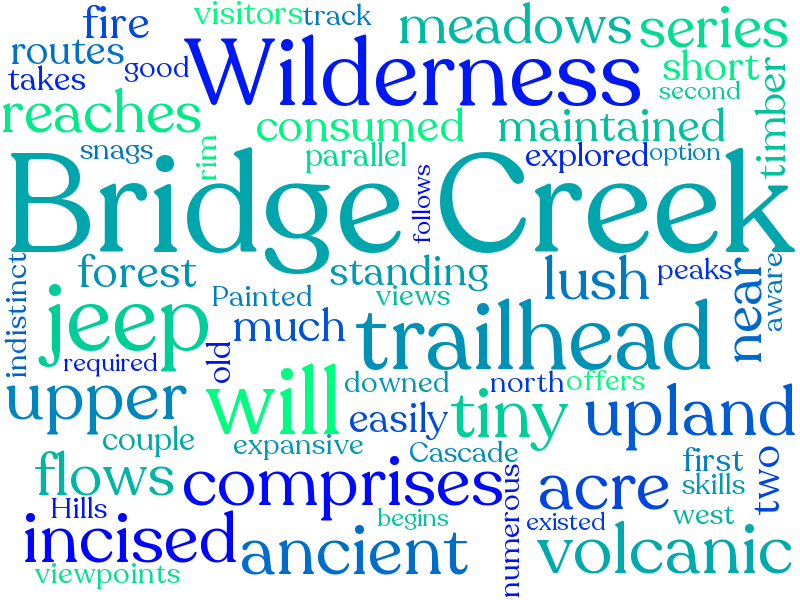 visitors track
fire
meadows series
routes
Wilderness
takes good
short
second
reaches
consumed maintained
timber
snags
rim
parallel
explored option
Bridge Creek
follows
indistinct
forest
standing
lush
peaks
near
aware
Painted
views
jeep
much
trailhead
required
old
upper
will
downed
north offers
easily tiny upland
couple
expansive
Cascade
first
two
flows
comprises
acre
skills
Hills
numerous
begins
existed
west
incised ancient
volcanic
viewpoints